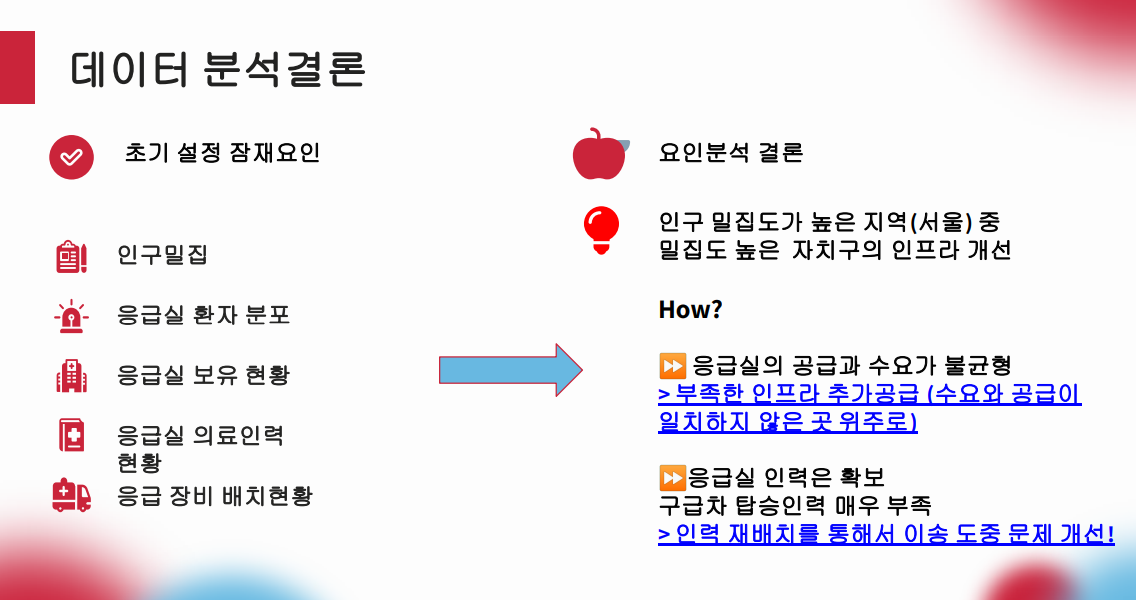 데이터 분석결론
초기 설정 잠재요인
인구밀집
응급실 환자 분포
응급실 보유 현황
응급실 의료인력
현황
응급 장비 배치현황
요인분석 결론
인구 밀집도가 높은 지역(서울) 중
밀집도 높은 자치구의 인프라 개선
How?
⏩ 응급실의 공급과 수요가 불균형
> 부족한 인프라 추가공급 (수요와 공급이
일치하지 않은 곳 위주로)
⏩응급실 인력은 확보
구급차 탑승인력 매우 부족
> 인력 재배치를 통해서 이송 도중 문제 개선!